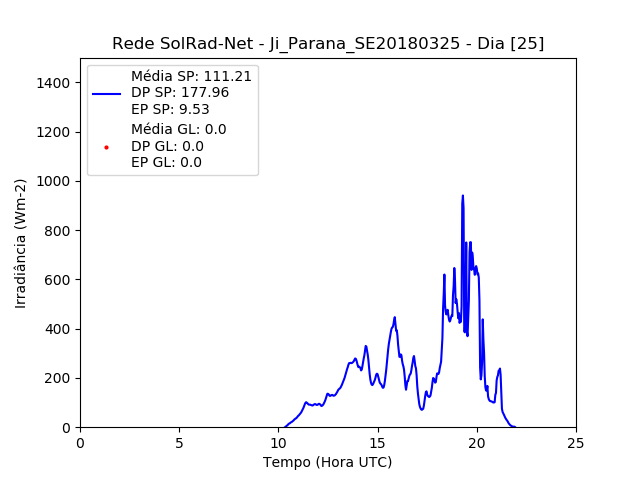 Rede SolRad-Net - Ji_Parana_SE20180325 - Dia [25]
Média SP: 111.21
DP SP: 177.96
EP SP: 9.53
Média GL: 0.0
DP GL: 0.0
EP GL: 0.0
Irradiância (Wm-2)
1400
1200
1000
800
600
400
200
0
0 5 10 15 20 25
Tempo (Hora UTC)